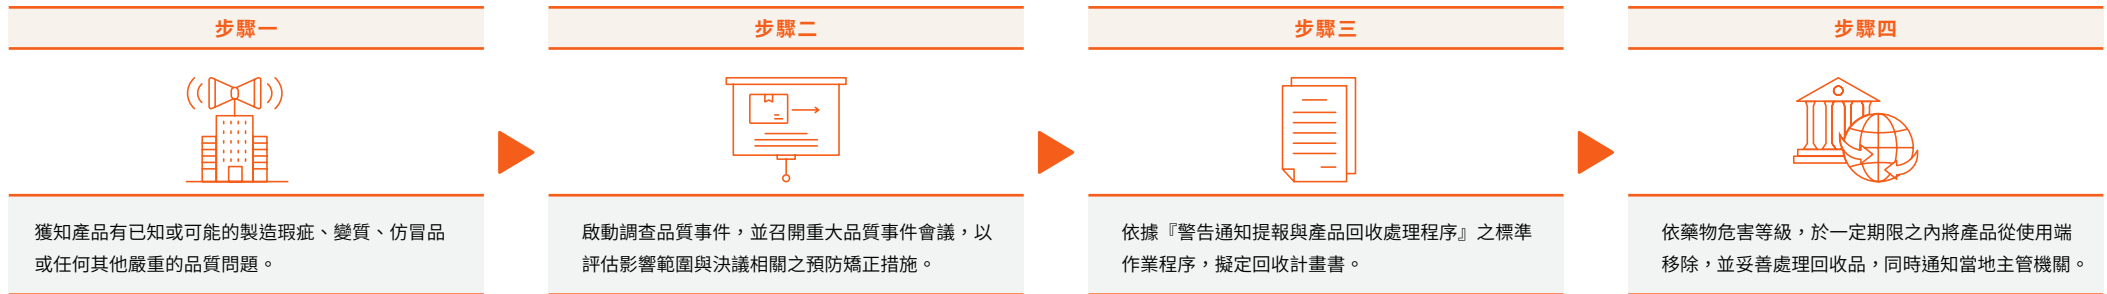 步驟一
獲知產品有已知或可能的製造瑕疵、變質、仿冒品
或任何其他嚴重的品質問題。
步驟二
啟動調查品質事件，並召開重大品質事件會議，以
評估影響範圍與決議相關之預防矯正措施。
步驟三
依據『警告通知提報與產品回收處理程序』之標準
作業程序，擬定回收計畫書。
步驟四
依藥物危害等級，於一定期限之內將產品從使用端
移除，並妥善處理回收品，同時通知當地主管機關。